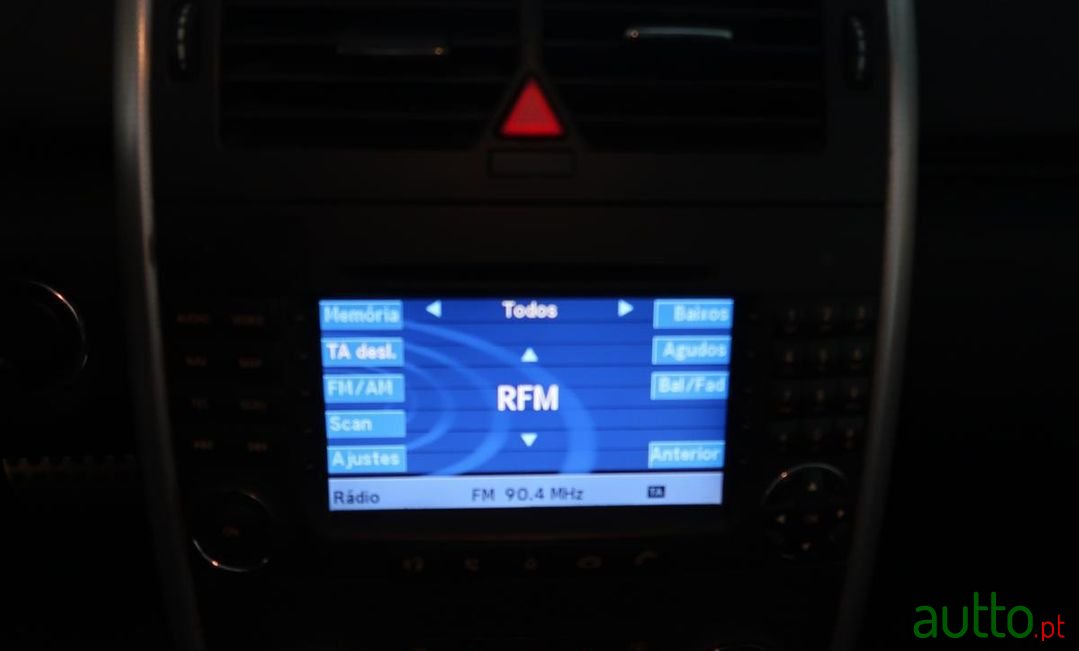 Memória
Todos
Baixos
TA desl.
Agudos
FM/AM
RFM
Bal/Fad
Scan
Ajustes
Anterior
Rádio
FM 90.4 MHz
TA
autto.pt